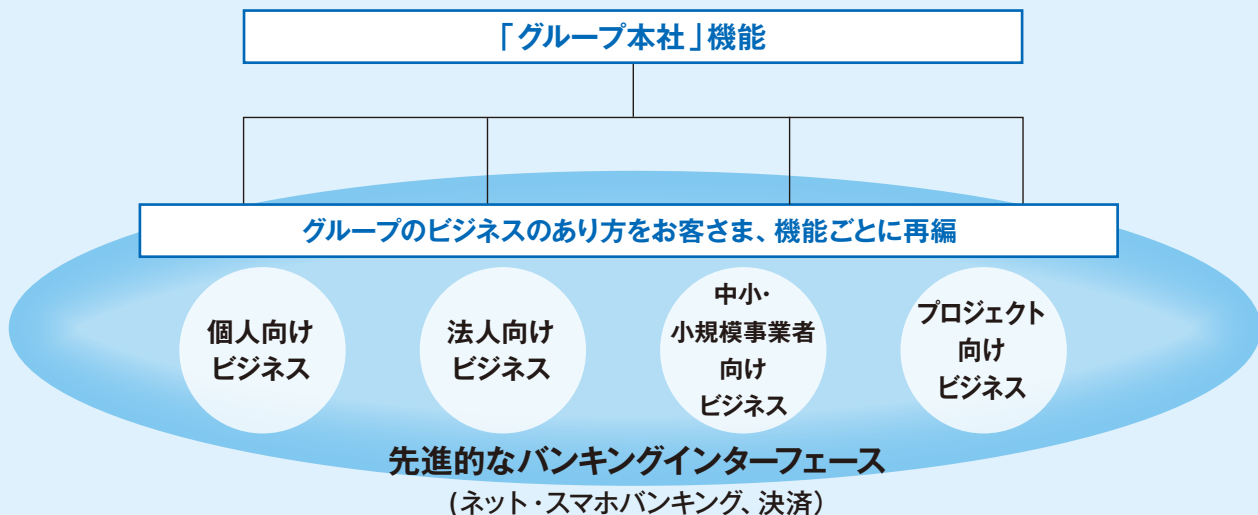 「グループ本社」機能
グループのビジネスのあり方をお客さま、機能ごとに再編
個人向け
ビジネス
法人向け
ビジネス
中小・
小規模事業者
向け
ビジネス
プロジェクト
向け
ビジネス
先進的なバンキングインターフェース
(ネット・スマホバンキング、決済)